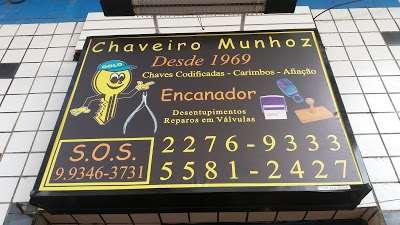 Chaveiro Munhoz
Desde 1969
Chaves Codificadas - Carimbos - Afiação
GOLD
Encanador
Desentupimentos
Reparos em Válvulas
S.O.S.
9.9346-3731
2276-9333
5581-2427